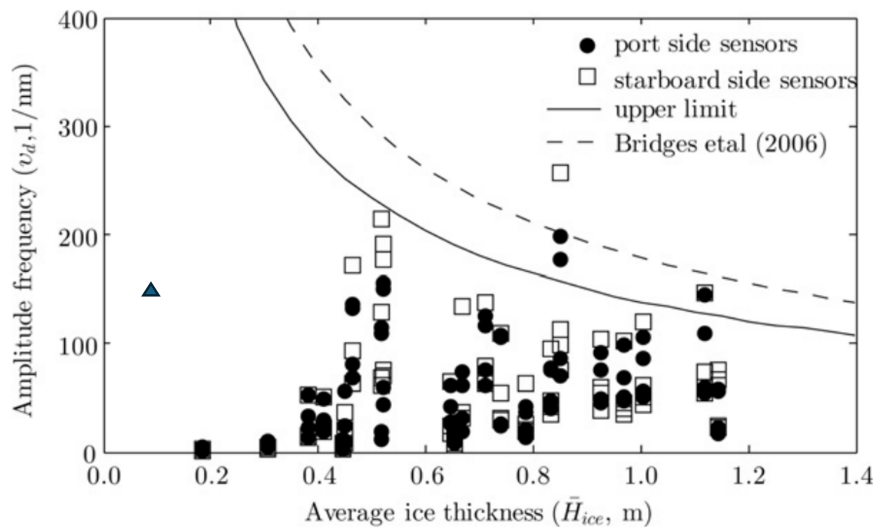 400
300
200
100
0
0.0 0.2 0.4 0.6 0.8 1.0 1.2 1.4
Amplitude frequency (v_d,1/nm)
Average ice thickness (H̄_ice, m)
port side sensors
starboard side sensors
upper limit
Bridges etal (2006)